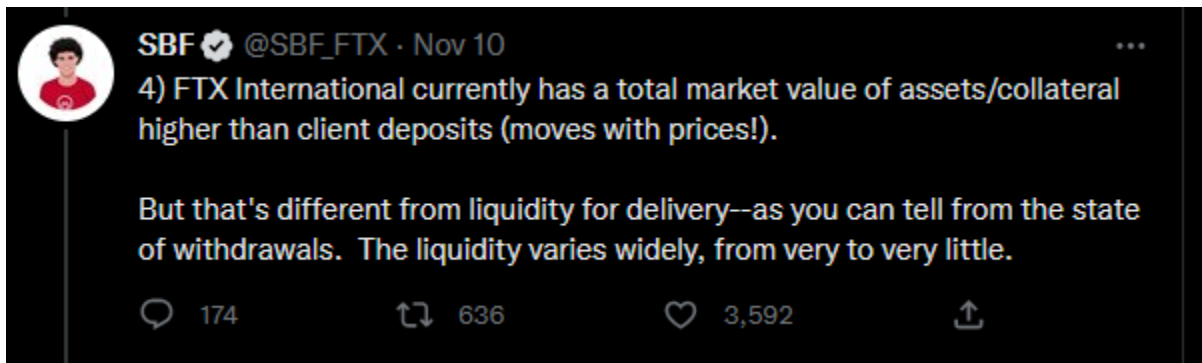 SBF @SBF_FTX · Nov 10
4) FTX International currently has a total market value of assets/collateral
higher than client deposits (moves with prices!).
But that's different from liquidity for delivery--as you can tell from the state
of withdrawals.  The liquidity varies widely, from very to very little.
174 636 3,592